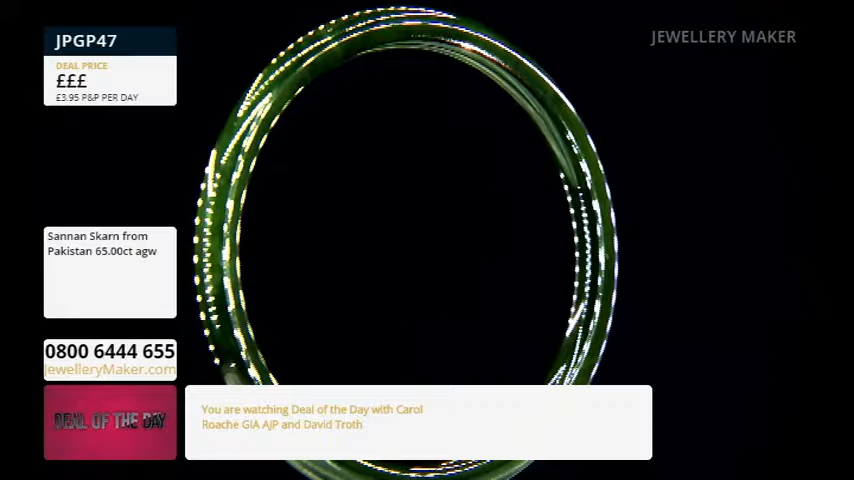 JPGP47
JEWELLERY MAKER
DEAL PRICE
£££
£3.95 P&P PER DAY
Sannan Skarn from
Pakistan 65.00ct agw
0800 6444 655
JewelleryMaker.com
DEAL OF THE DAY
You are watching Deal of the Day with Carol
Roache GIA AJP and David Troth